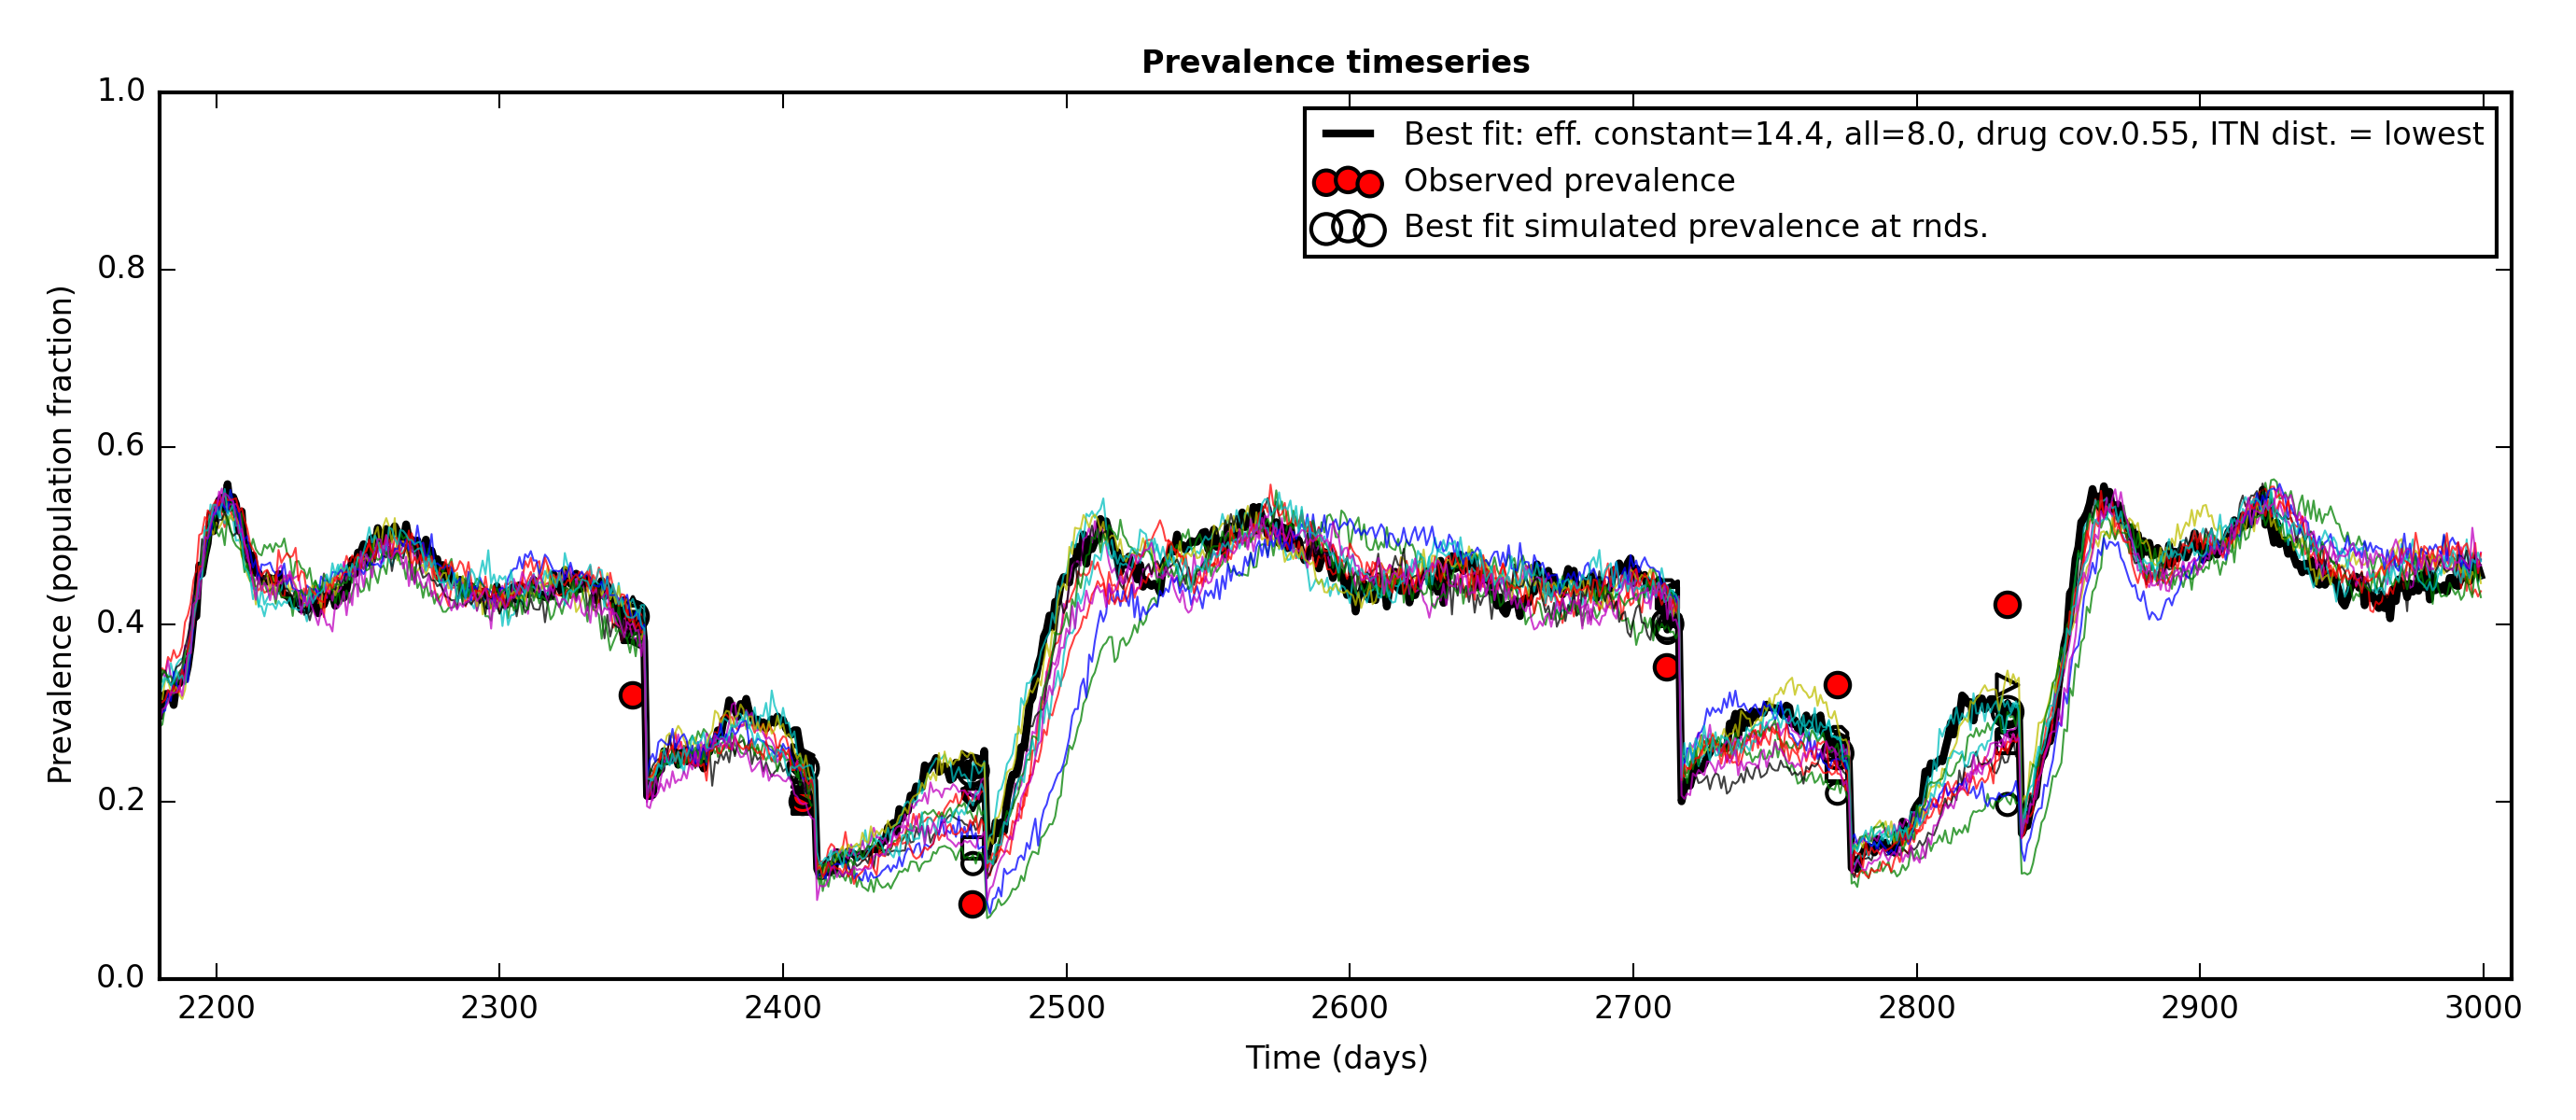 Prevalence timeseries
1.0
0.8
0.6
0.4
0.2
0.0
Prevalence (population fraction)
Best fit: eff. constant=14.4, all=8.0, drug cov.0.55, ITN dist. = lowest
Observed prevalence
Best fit simulated prevalence at rnds.
2200 2300 2400 2500 2600 2700 2800 2900 3000
Time (days)